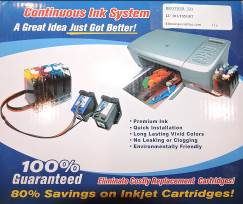 Continuous Ink System
A Great Idea Just Got Better!
• Premium Ink
• Quick Installation
• Long Lasting Vivid Colors
• No Leaking or Clogging
• Environmentally Friendly
100%
Guaranteed
Eliminate Costly Replacement Cartridges!
80% Savings on Inkjet Cartridges!